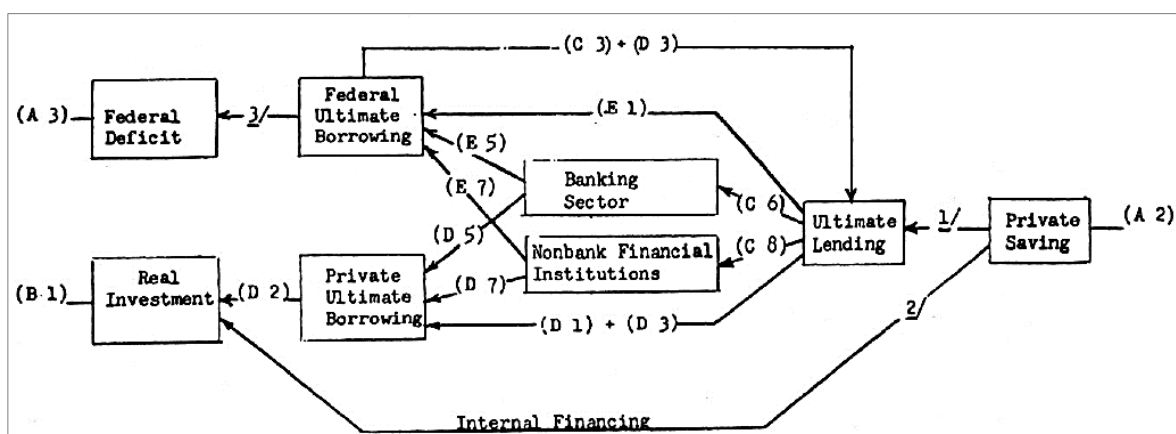 (C 3) + (D 3)
(A 3)
Federal
Deficit
3/
Federal
Ultimate
Borrowing
(E 1)
(E 5)
(E 7)
Banking
Sector
(C 6)
Ultimate
Lending
1/
Private
Saving
(A 2)
(D 5)
Nonbank Financial
Institutions
(C 8)
(B 1)
Real
Investment
(D 2)
Private
Ultimate
Borrowing
(D 7)
(D 1) + (D 3)
2/
Internal Financing